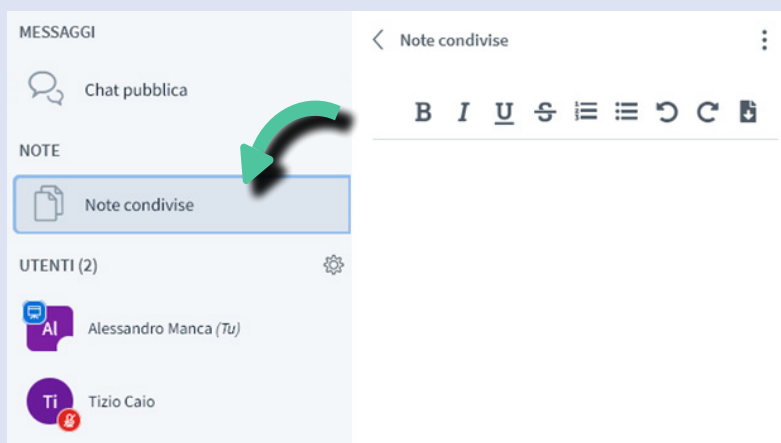 MESSAGGI
Chat pubblica
NOTE
Note condivise
UTENTI (2)
Al
Alessandro Manca (Tu)
Ti
Tizio Caio
Note condivise
B I U S